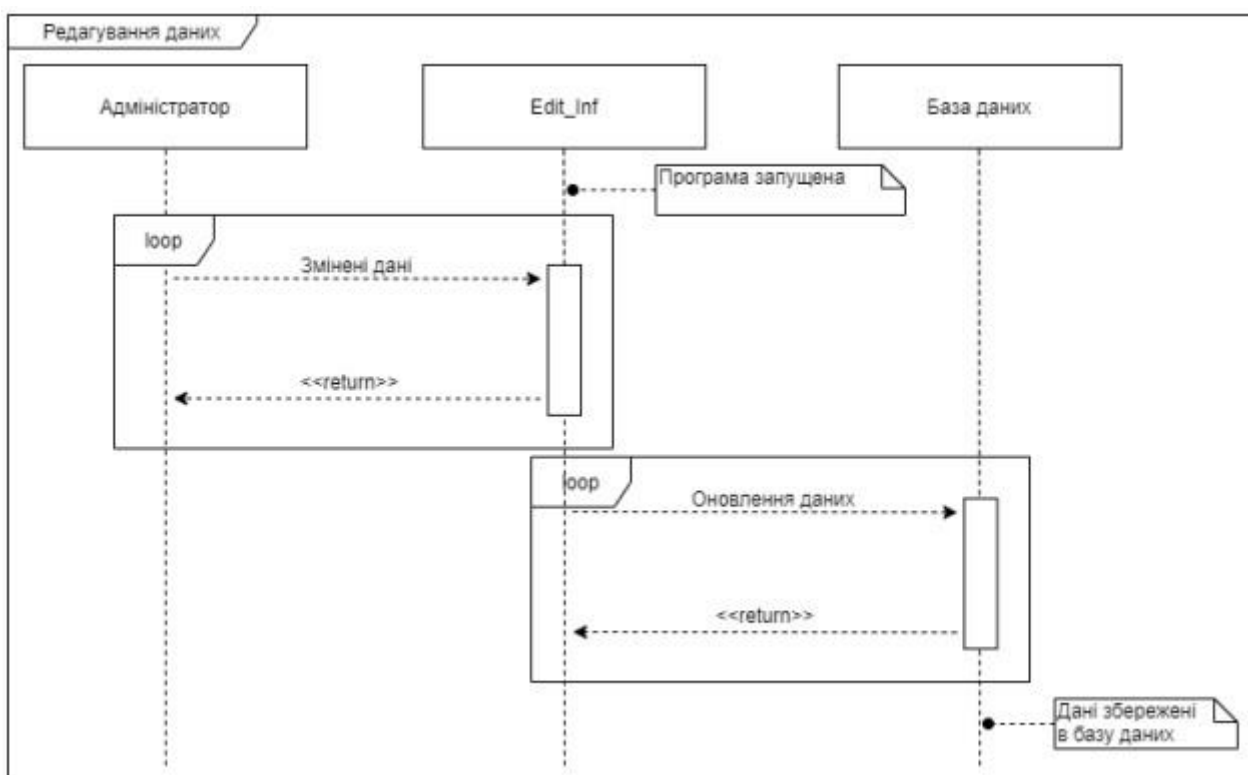 Редагування даних
Адміністратор
Edit_Inf
База даних
Програма запущена
loop
Змінені дані
<<return>>
loop
Оновлення даних
<<return>>
Дані збережені
в базу даних